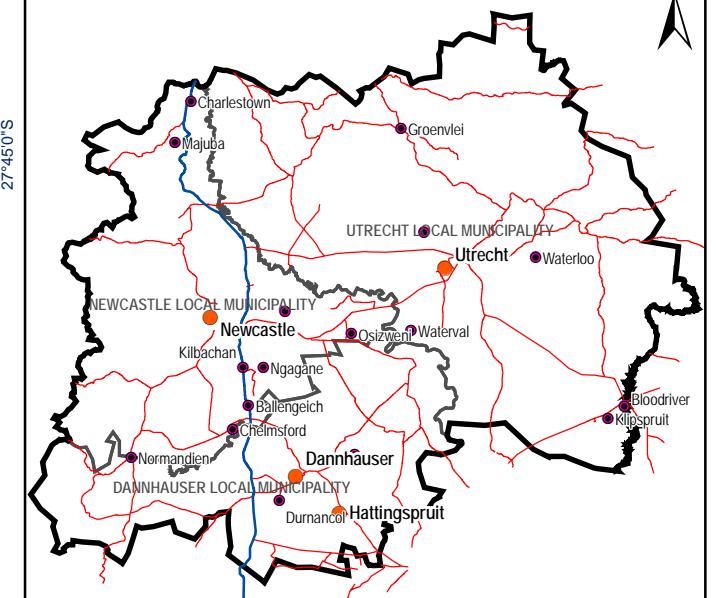 27°45'0"S
Charlestown
Groenvlei
Majuba
UTRECHT LOCAL MUNICIPALITY
Utrecht
Waterloo
NEWCASTLE LOCAL MUNICIPALITY
Newcastle
Osizweni
Waterval
Kilbachan
Ngagane
Ballengeich
Bloodriver
Klipspruit
Chelmsford
Normandien
Dannhauser
DANNHAUSER LOCAL MUNICIPALITY
Durnancol
Hattingspruit